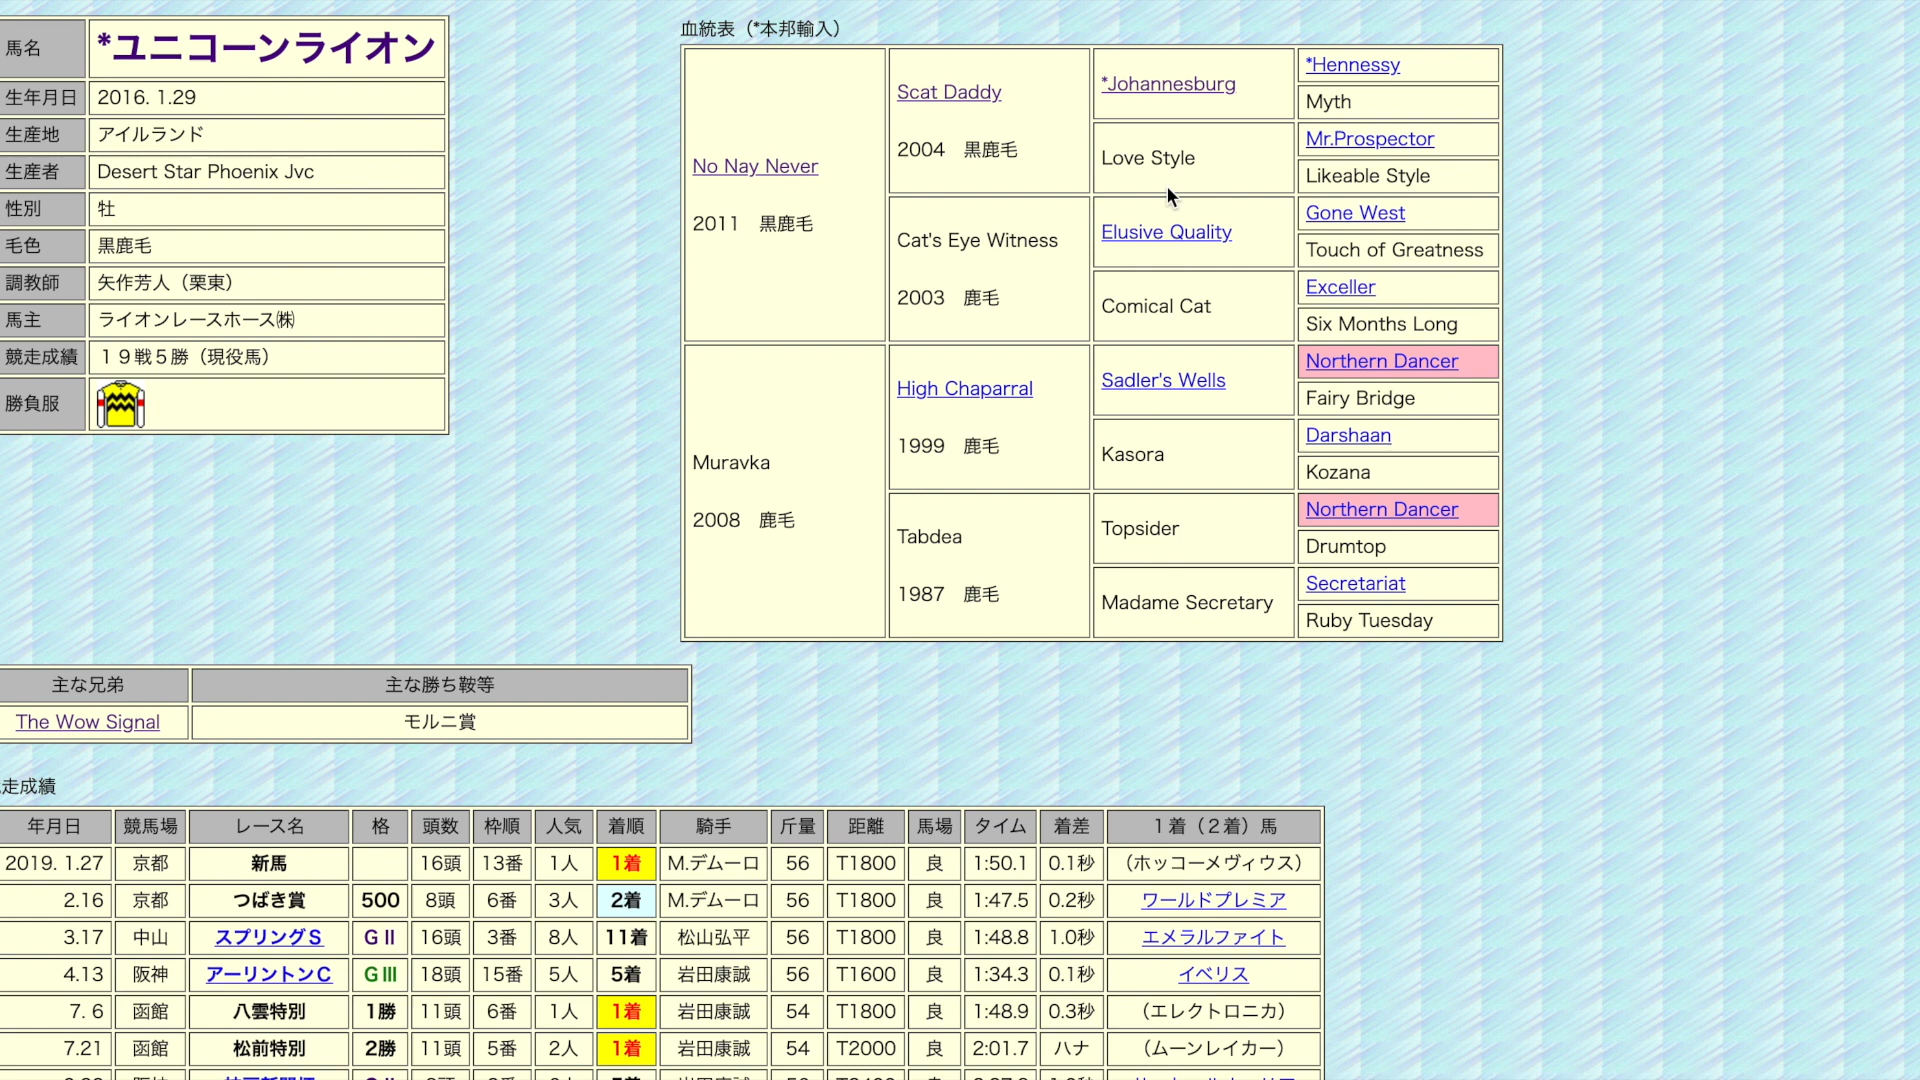 馬名 *ユニコーンライオン
生年月日 2016. 1.29
生産地 アイルランド
生産者 Desert Star Phoenix Jvc
性別 牡
毛色 黒鹿毛
調教師 矢作芳人（栗東）
馬主 ライオンレースホース㈱
競走成績 １９戦５勝（現役馬）
勝負服
血統表（*本邦輸入）
No Nay Never
2011 黒鹿毛
Scat Daddy
2004 黒鹿毛
*Johannesburg
*Hennessy
Myth
Love Style
Mr.Prospector
Likeable Style
Cat's Eye Witness
2003 鹿毛
Elusive Quality
Gone West
Touch of Greatness
Comical Cat
Exceller
Six Months Long
Muravka
2008 鹿毛
High Chaparral
1999 鹿毛
Sadler's Wells
Northern Dancer
Fairy Bridge
Kasora
Darshaan
Kozana
Tabdea
1987 鹿毛
Topsider
Northern Dancer
Drumtop
Madame Secretary
Secretariat
Ruby Tuesday
主な兄弟 主な勝ち鞍等
The Wow Signal モルニ賞
走成績
年月日 競馬場 レース名 格 頭数 枠順 人気 着順 騎手 斤量 距離 馬場 タイム 着差 １着（２着）馬
2019. 1.27 京都 新馬 16頭 13番 1人 1着 M.デムーロ 56 T1800 良 1:50.1 0.1秒 （ホッコーメヴィウス）
2.16 京都 つばき賞 500 8頭 6番 3人 2着 M.デムーロ 56 T1800 良 1:47.5 0.2秒 ワールドプレミア
3.17 中山 スプリングＳ GⅡ 16頭 3番 8人 11着 松山弘平 56 T1800 良 1:48.8 1.0秒 エメラルファイト
4.13 阪神 アーリントンＣ GⅢ 18頭 15番 5人 5着 岩田康誠 56 T1600 良 1:34.3 0.1秒 イベリス
7. 6 函館 八雲特別 1勝 11頭 6番 1人 1着 岩田康誠 54 T1800 良 1:48.9 0.3秒 （エレクトロニカ）
7.21 函館 松前特別 2勝 11頭 5番 2人 1着 岩田康誠 54 T2000 良 2:01.7 ハナ （ムーンレイカー）